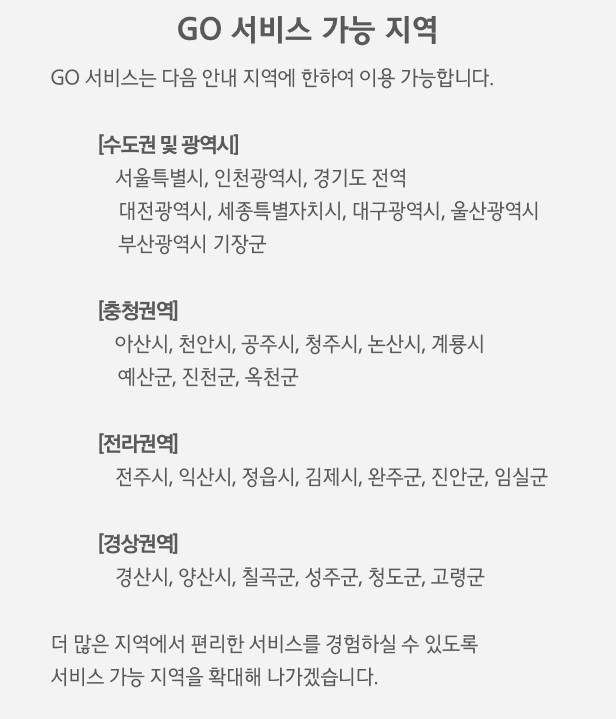 GO 서비스 가능 지역
GO 서비스는 다음 안내 지역에 한하여 이용 가능합니다.
[수도권 및 광역시]
서울특별시, 인천광역시, 경기도 전역
대전광역시, 세종특별자치시, 대구광역시, 울산광역시
부산광역시 기장군
[충청권역]
아산시, 천안시, 공주시, 청주시, 논산시, 계룡시
예산군, 진천군, 옥천군
[전라권역]
전주시, 익산시, 정읍시, 김제시, 완주군, 진안군, 임실군
[경상권역]
경산시, 양산시, 칠곡군, 성주군, 청도군, 고령군
더 많은 지역에서 편리한 서비스를 경험하실 수 있도록
서비스 가능 지역을 확대해 나가겠습니다.